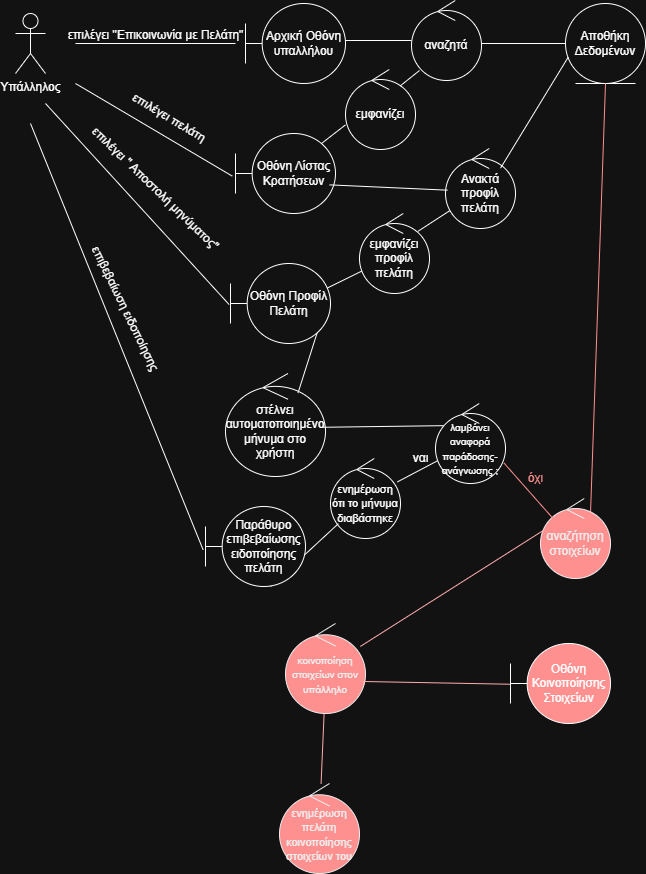 επιλέγει "Επικοινωνία με Πελάτη"
Αρχική Οθόνη
υπαλλήλου
αναζητά
Αποθήκη
Δεδομένων
Υπάλληλος
επιλέγει πελάτη
εμφανίζει
Οθόνη Λίστας
Κρατήσεων
Ανακτά
προφίλ
πελάτη
επιλέγει "Αποστολή μηνύματος"
εμφανίζει
προφίλ
πελάτη
Οθόνη Προφίλ
Πελάτη
επιβεβαίωση ειδοποίησης
στέλνει
αυτοματοποιημένα
μήνυμα στο
χρήστη
λαμβάνει
αναφορά
παράδοσης-
ανάγνωσης ;
ναι
όχι
ενημέρωση
ότι το μήνυμα
διαβάστηκε
Παράθυρο
επιβεβαίωσης
ειδοποίησης
πελάτη
αναζήτηση
στοιχείων
κοινοποίηση
στοιχείων στον
υπάλληλο
Οθόνη
Κοινοποίησης
Στοιχείων
ενημέρωση
πελάτη
κοινοποίησης
στοιχείων του